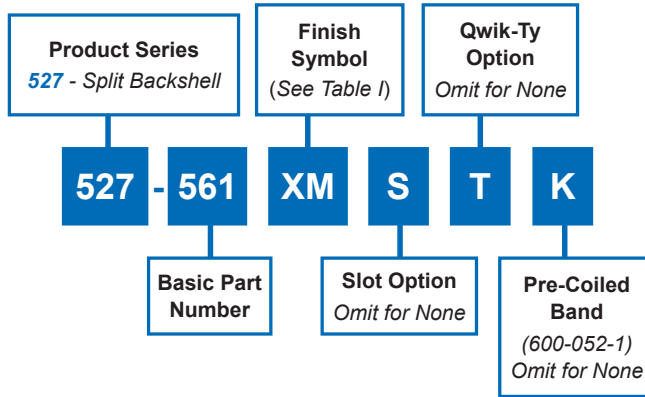 Product Series
527 - Split Backshell
Finish
Symbol
(See Table I)
Qwik-Ty
Option
Omit for None
527 - 561 XM S T K
Basic Part
Number
Slot Option
Omit for None
Pre-Coiled
Band
(600-052-1)
Omit for None